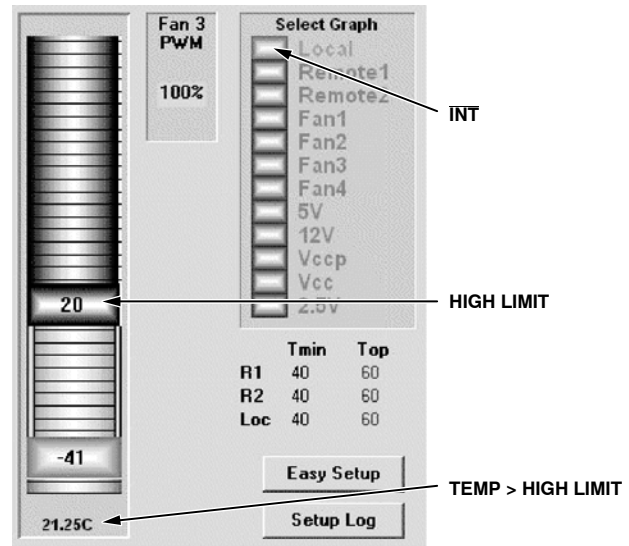 Fan 3
PWM
100%
Select Graph
Local
Remote1
Remote2
Fan1
Fan2
Fan3
Fan4
5V
12V
Vccp
Vcc
2.5V
INT
20
HIGH LIMIT
Tmin Top
R1 40 60
R2 40 60
Loc 40 60
-41
Easy Setup
TEMP > HIGH LIMIT
21.25C
Setup Log